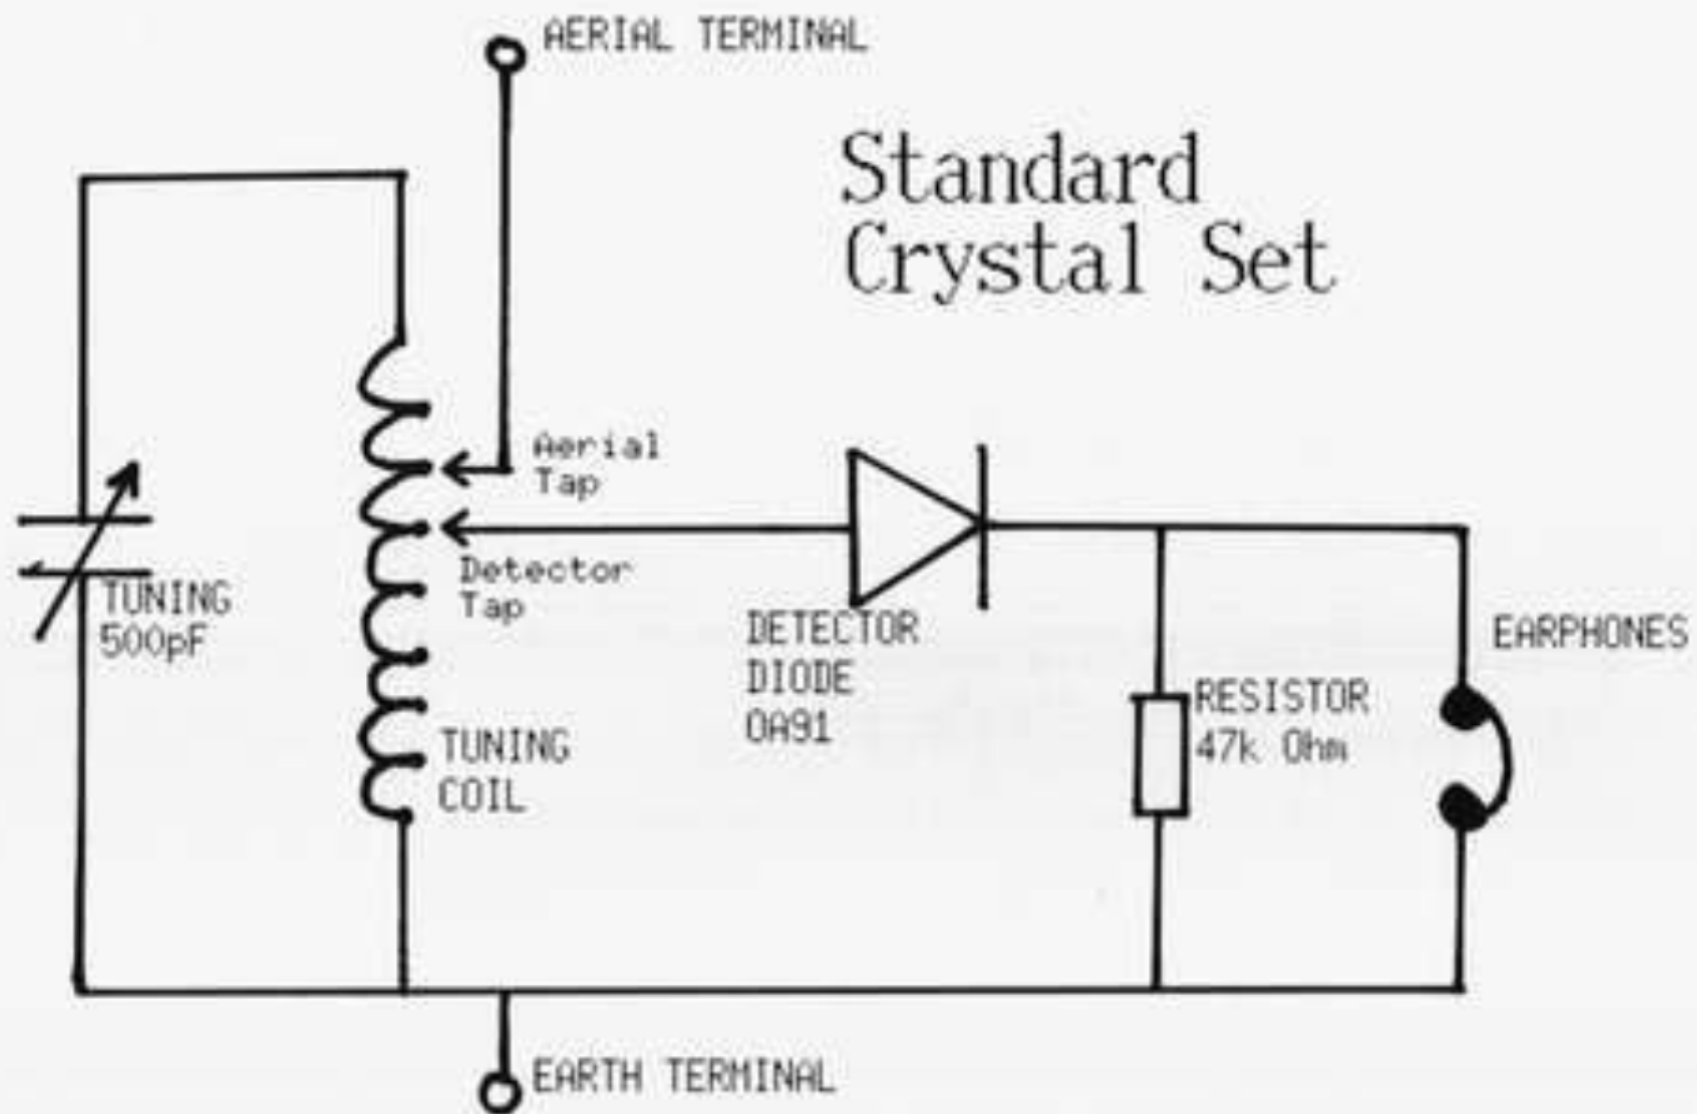 AERIAL TERMINAL
Standard
Crystal Set
Aerial
Tap
Detector
Tap
TUNING
500pF
DETECTOR
DIODE
OA91
EARPHONES
RESISTOR
47k Ohm
TUNING
COIL
EARTH TERMINAL